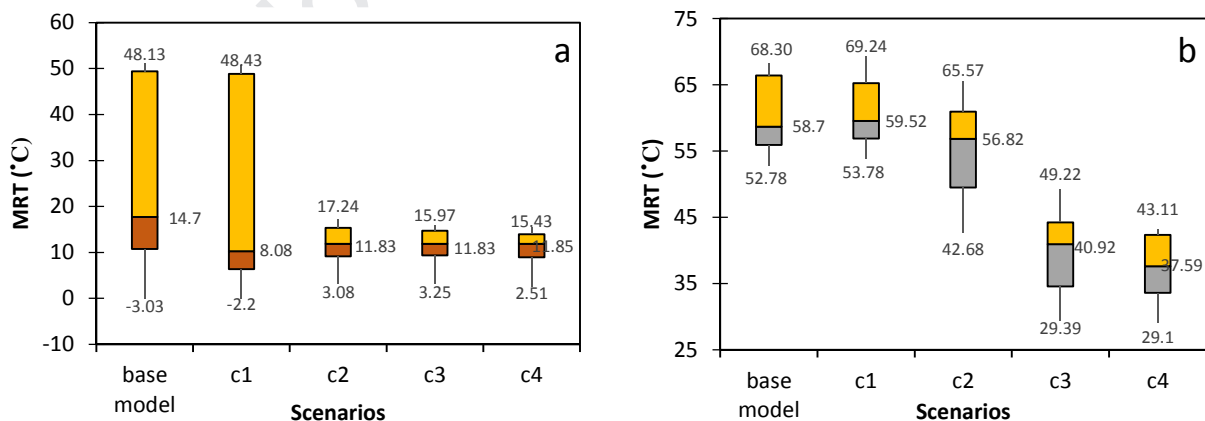 a
60
50
40
30
20
10
0
-10
MRT (°C)
48.13
48.43
17.24
15.97
15.43
14.7
8.08
11.83
11.83
11.85
-3.03
-2.2
3.08
3.25
2.51
base model
c1
c2
c3
c4
Scenarios
b
75
65
55
45
35
25
MRT (°C)
68.30
69.24
65.57
49.22
43.11
58.7
59.52
56.82
40.92
37.59
52.78
53.78
42.68
29.39
29.1
base model
c1
c2
c3
c4
Scenarios